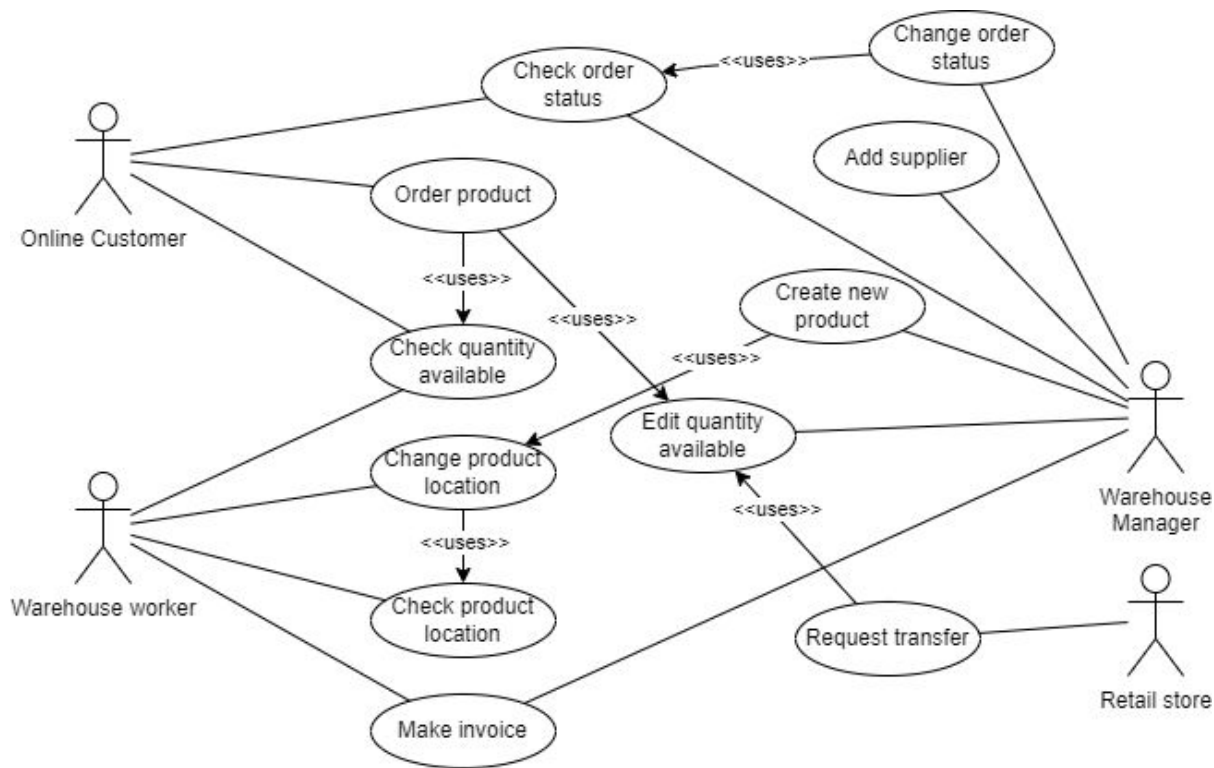 Change order
status
<<uses>>
Check order
status
Add supplier
Order product
Online Customer
<<uses>>
Create new
product
<<uses>>
Check quantity
available
<<uses>>
Edit quantity
available
Change product
location
Warehouse
Manager
<<uses>>
<<uses>>
Warehouse worker
Check product
location
Request transfer
Retail store
Make invoice